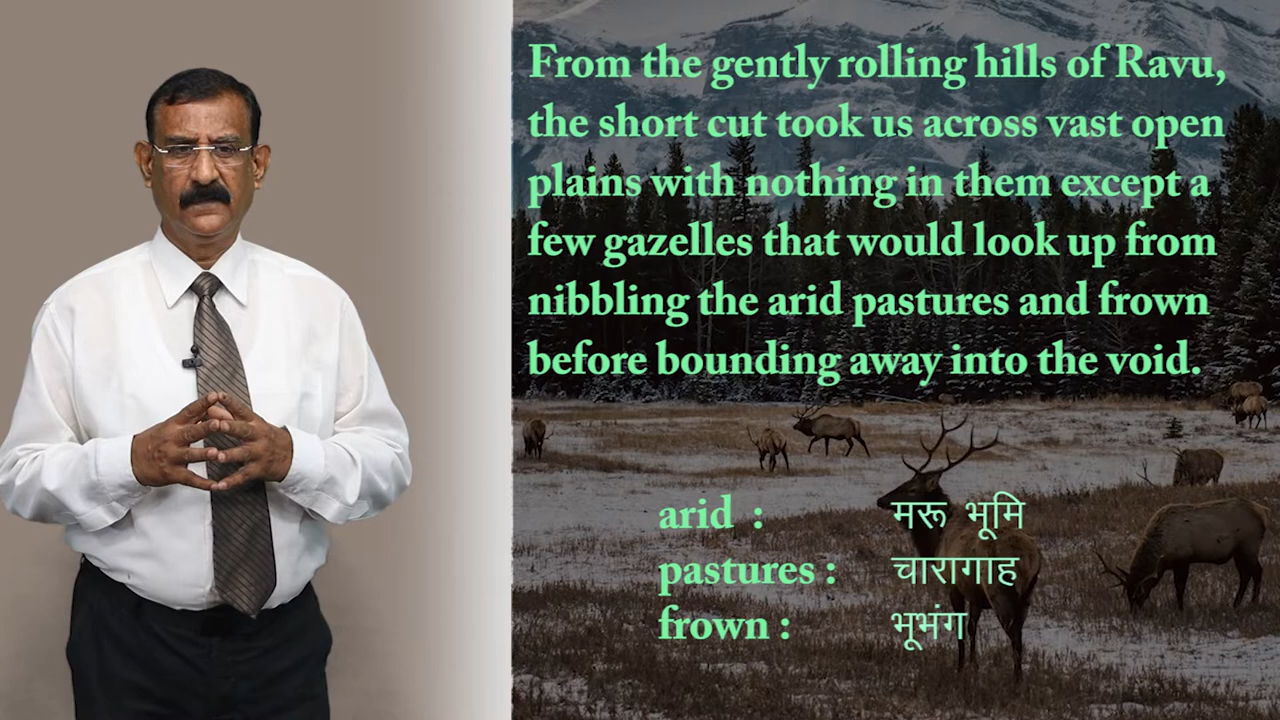 From the gently rolling hills of Ravu,
the short cut took us across vast open
plains with nothing in them except a
few gazelles that would look up from
nibbling the arid pastures and frown
before bounding away into the void.
arid : मरू भूमि
pastures : चारागाह
frown : भूभंग